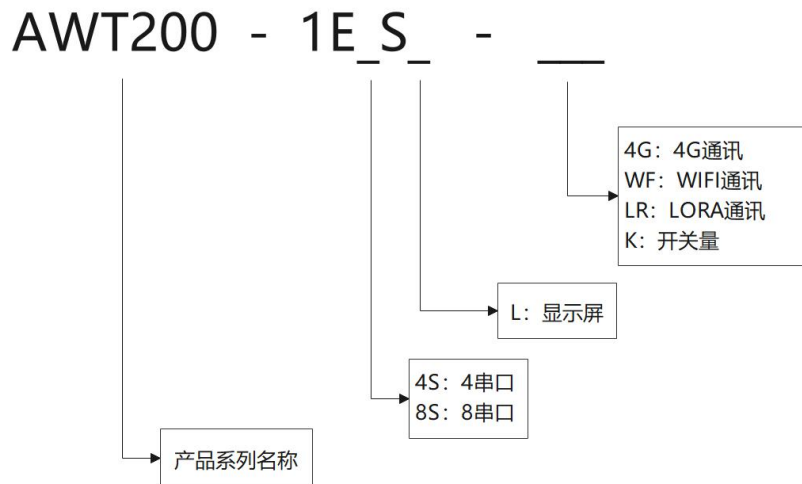 AWT200 - 1E_S_ - ___
4G：4G通讯
WF：WIFI通讯
LR：LORA通讯
K：开关量
L：显示屏
4S：4串口
8S：8串口
产品系列名称